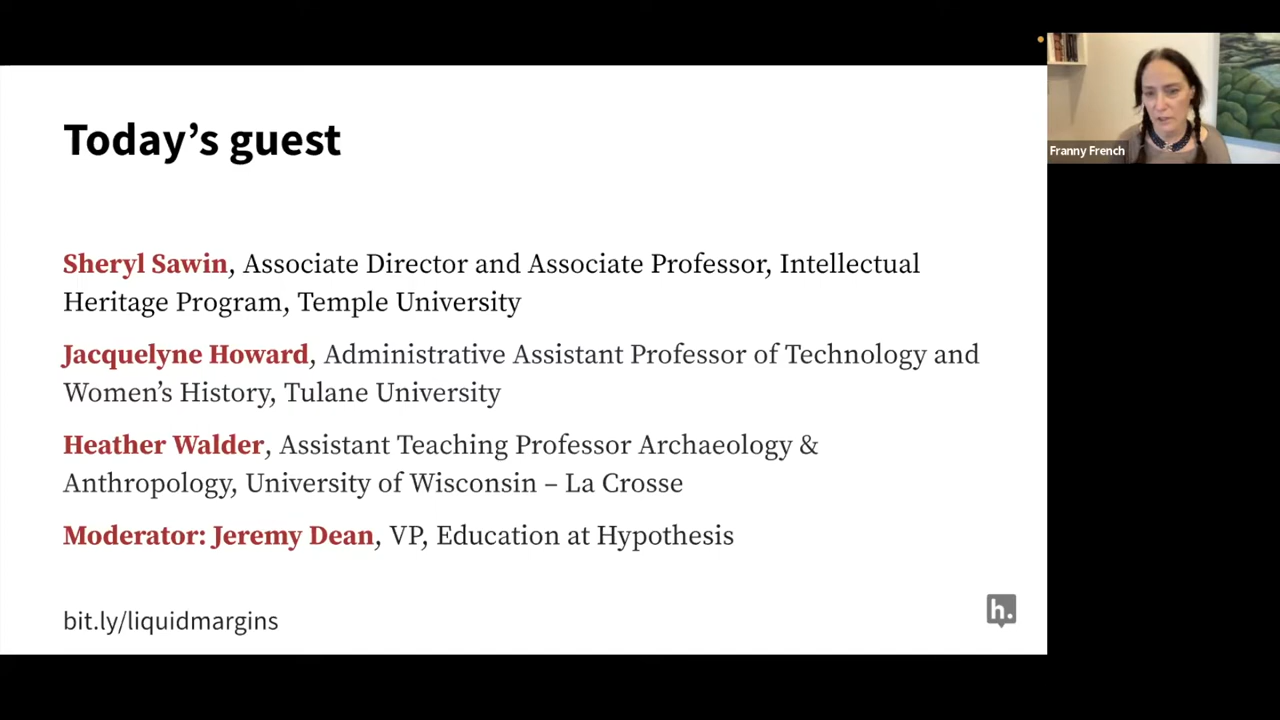 Today’s guest
Franny French
Sheryl Sawin, Associate Director and Associate Professor, Intellectual
Heritage Program, Temple University
Jacquelyne Howard, Administrative Assistant Professor of Technology and
Women’s History, Tulane University
Heather Walder, Assistant Teaching Professor Archaeology &
Anthropology, University of Wisconsin – La Crosse
Moderator: Jeremy Dean, VP, Education at Hypothesis
bit.ly/liquidmargins
h.